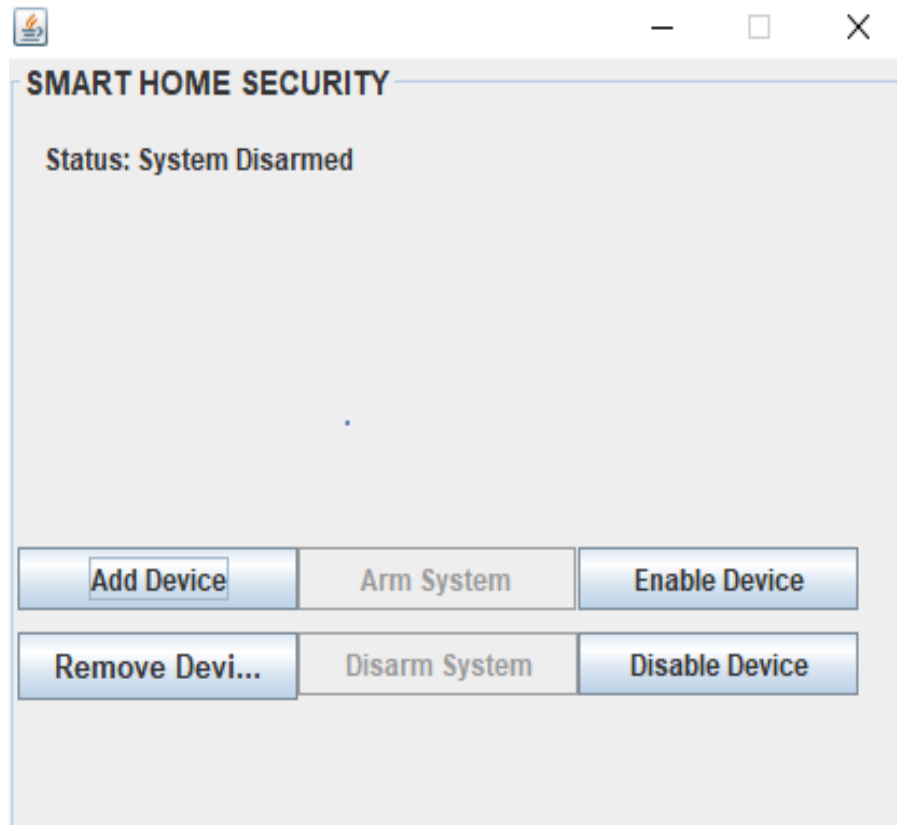 SMART HOME SECURITY
Status: System Disarmed
Add Device Arm System Enable Device
Remove Devi... Disarm System Disable Device